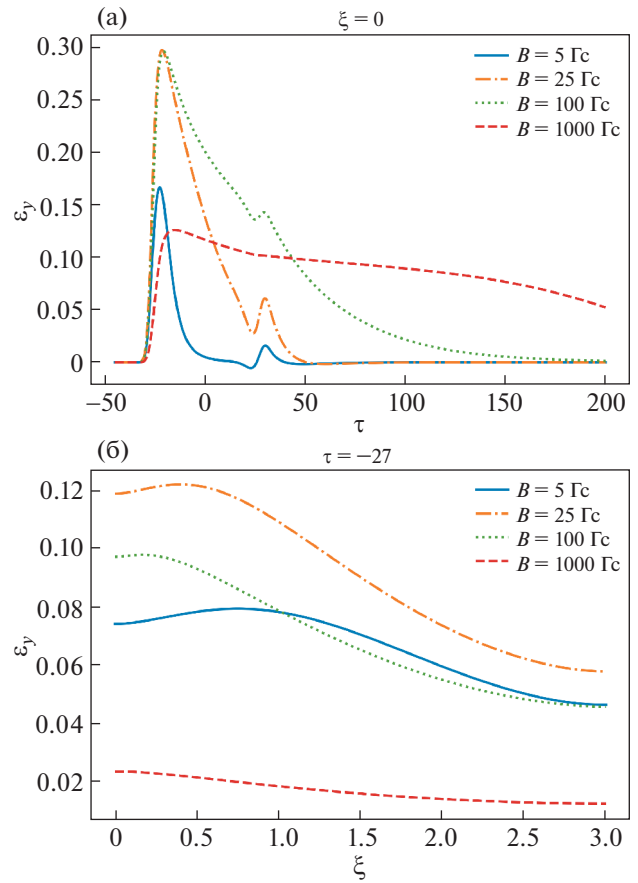 (а)
ξ = 0
0.30
0.25
0.20
0.15
0.10
0.05
0
εy
B = 5 Гс
B = 25 Гс
B = 100 Гс
B = 1000 Гс
−50 0 50 100 150 200
τ
(б)
τ = −27
0.12
0.10
0.08
0.06
0.04
0.02
εy
B = 5 Гс
B = 25 Гс
B = 100 Гс
B = 1000 Гс
0 0.5 1.0 1.5 2.0 2.5 3.0
ξ